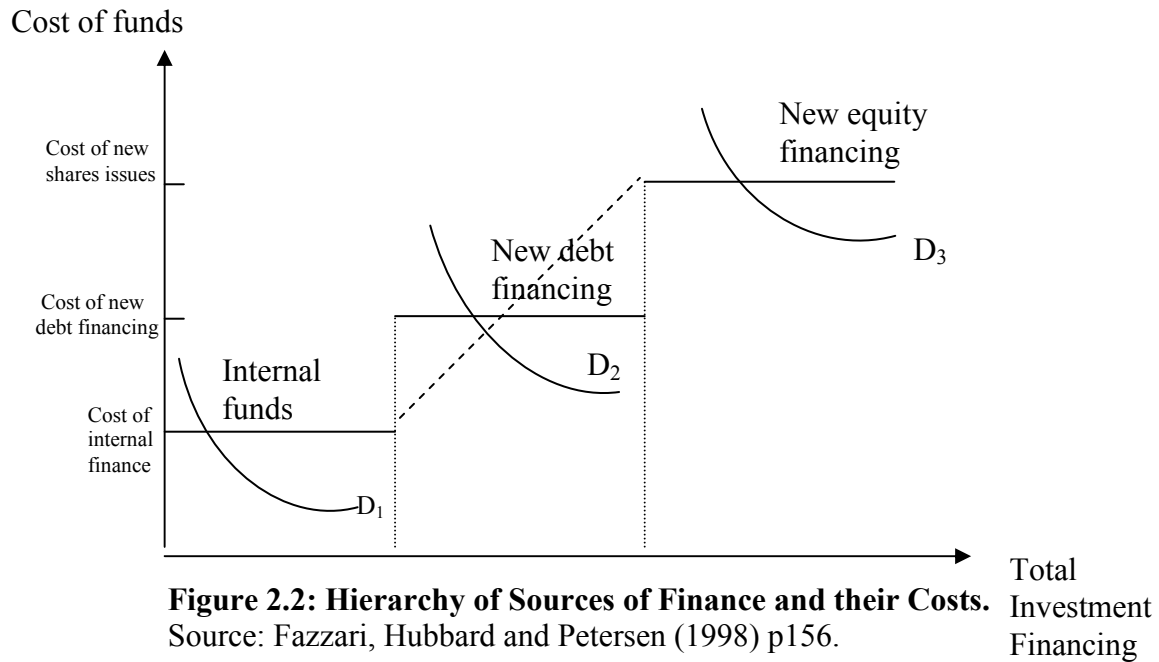 Cost of funds
Cost of new
shares issues
New equity
financing
D₃
New debt
financing
Cost of new
debt financing
D₂
Internal
funds
Cost of
internal
finance
D₁
Total
Investment
Financing
Figure 2.2: Hierarchy of Sources of Finance and their Costs.
Source: Fazzari, Hubbard and Petersen (1998) p156.